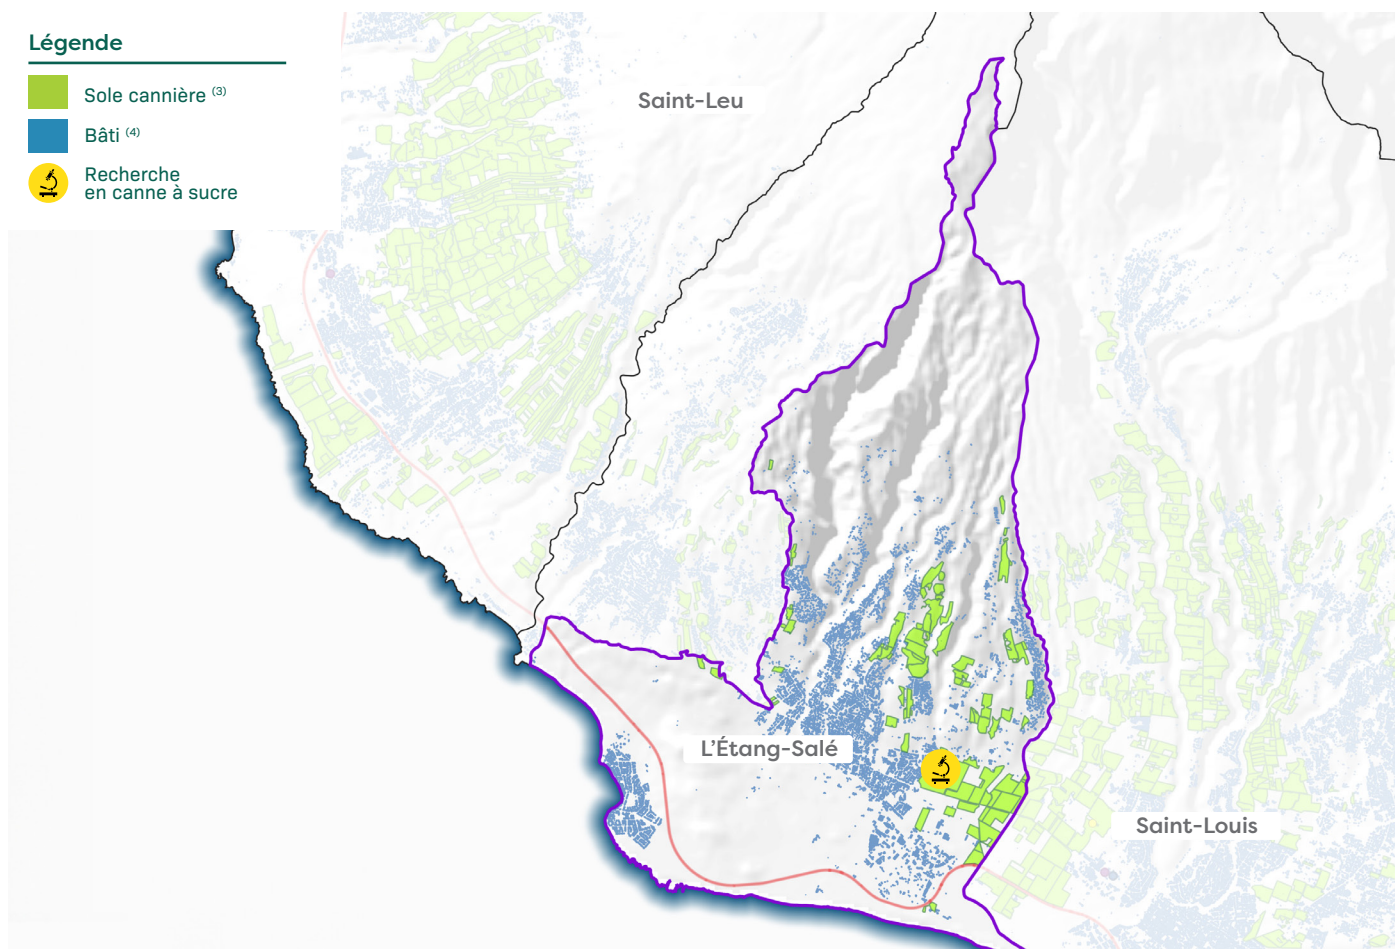 Légende
Sole cannière (3)
Bâti (4)
Recherche
en canne à sucre
Saint-Leu
L'Étang-Salé
Saint-Louis